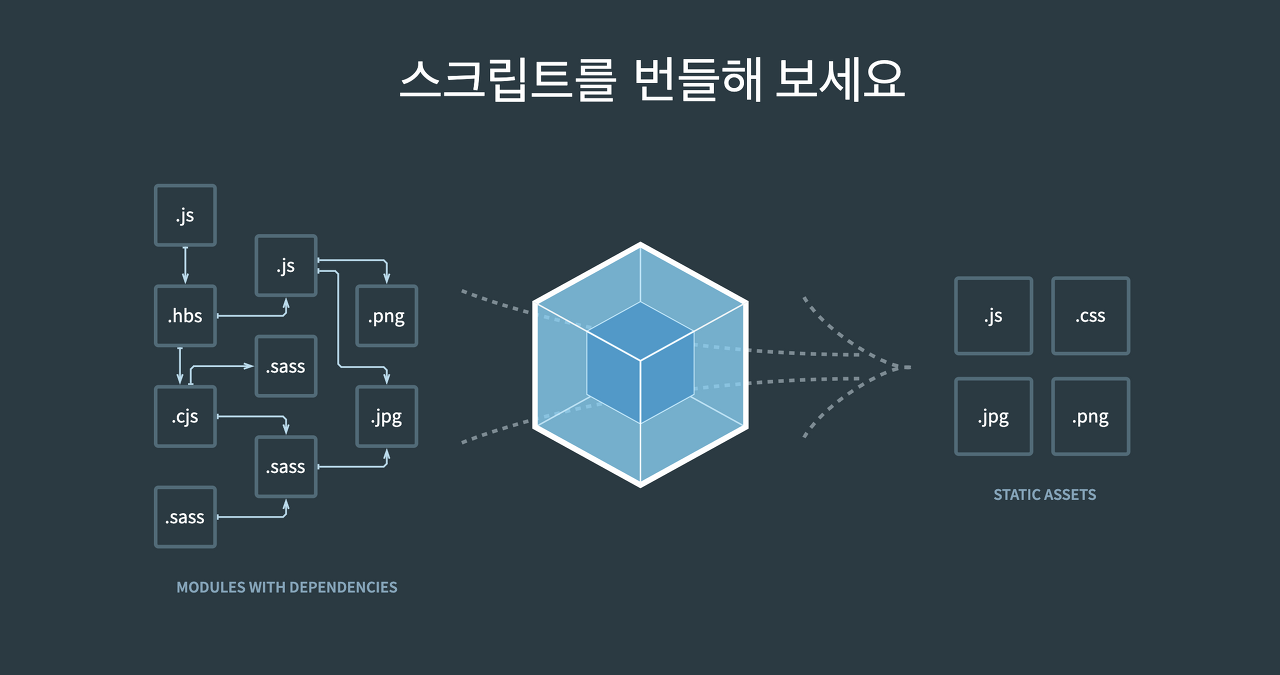 스크립트를 번들해 보세요
.js
.js
.hbs
.png
.sass
.cjs
.jpg
.sass
.sass
MODULES WITH DEPENDENCIES
.js
.css
.jpg
.png
STATIC ASSETS